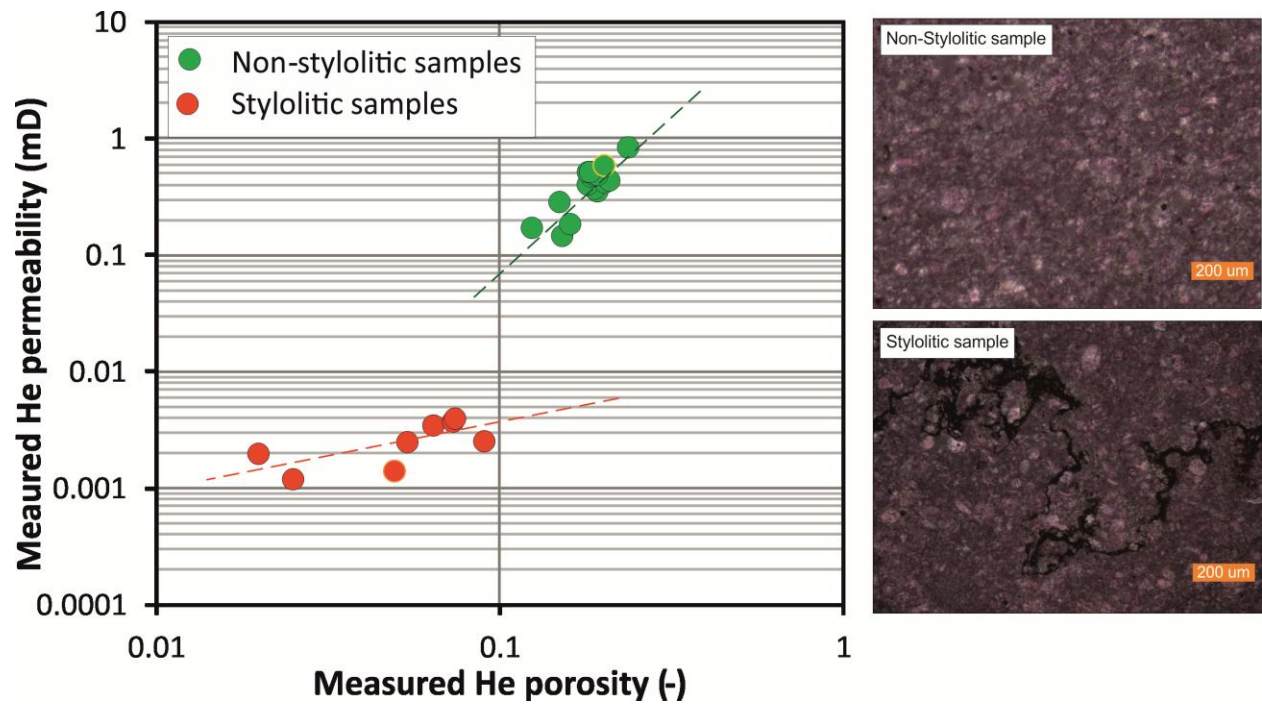 10
1
0.1
0.01
0.001
0.0001
Meaured He permeability (mD)
Non-stylolitic samples
Stylolitic samples
0.01
0.1
1
Measured He porosity (-)
Non-Stylolitic sample
200 um
Stylolitic sample
200 um